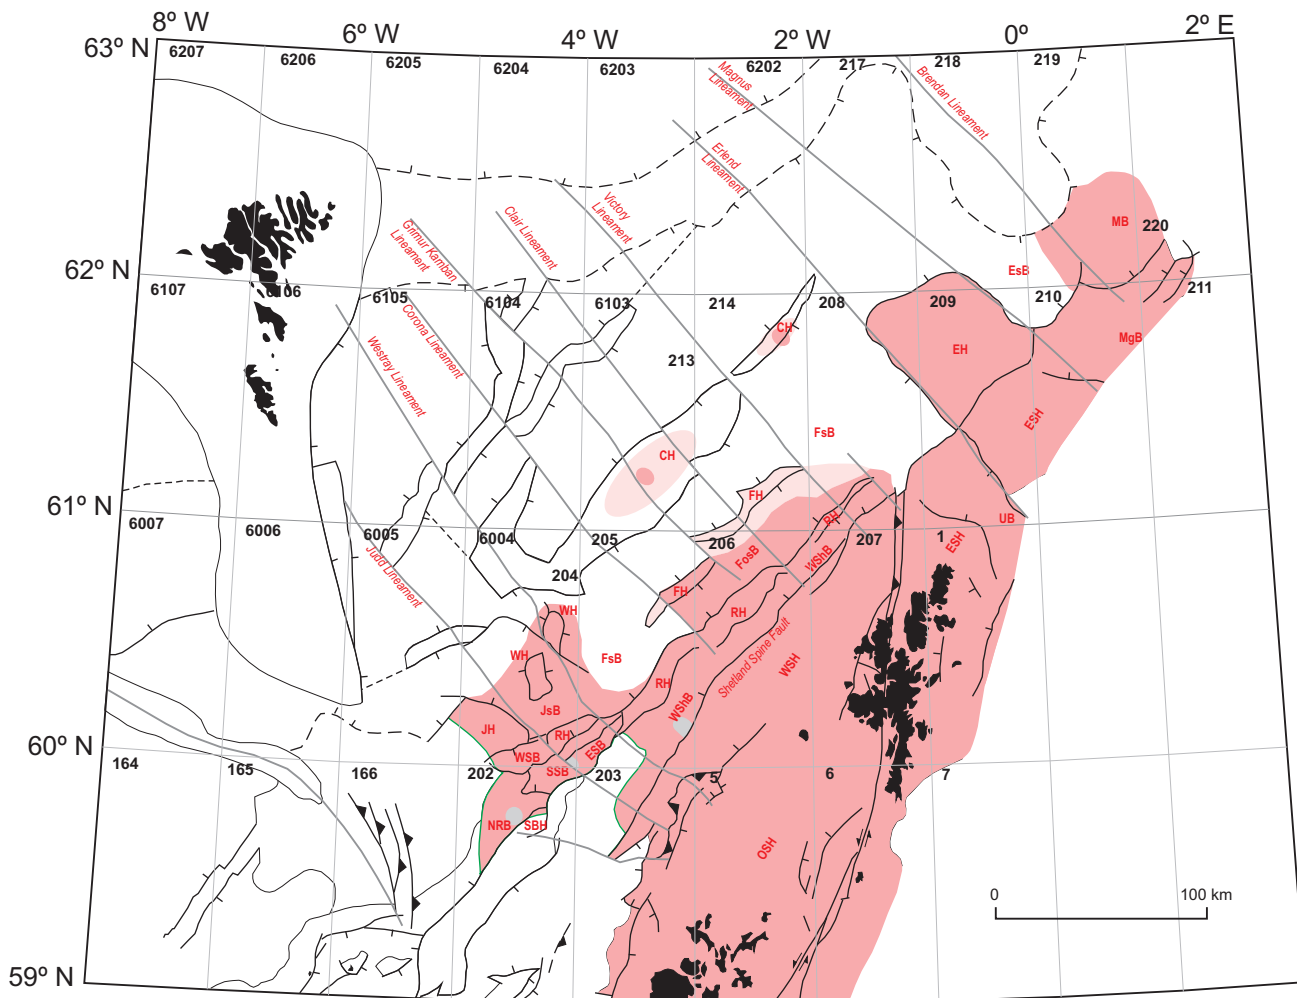 8º W
6º W
4º W
2º W
0º
2º E
63º N
6207
6206
6205
6204
6203
6202
217
218
219
Magnus
Lineament
Brendan Lineament
Erlend
Lineament
Victory
Lineament
Clair Lineament
Grimur Kamban
Lineament
MB
220
EsB
62º N
6107
6106
6105
6104
6103
214
208
209
210
211
Corona Lineament
Westray Lineament
CH
MgB
EH
213
ESH
FsB
CH
61º N
6007
6006
6005
6004
205
206
207
1
FH
RH
UB
ESH
FosB
WShB
Judd Lineament
204
FH
WH
RH
WH
FsB
Shetland Spine Fault
WSH
RH
WShB
JsB
JH
RH
ESB
60º N
164
165
166
202
WSB
SSB
203
5
6
7
NRB
SBH
OSH
0
100 km
59º N